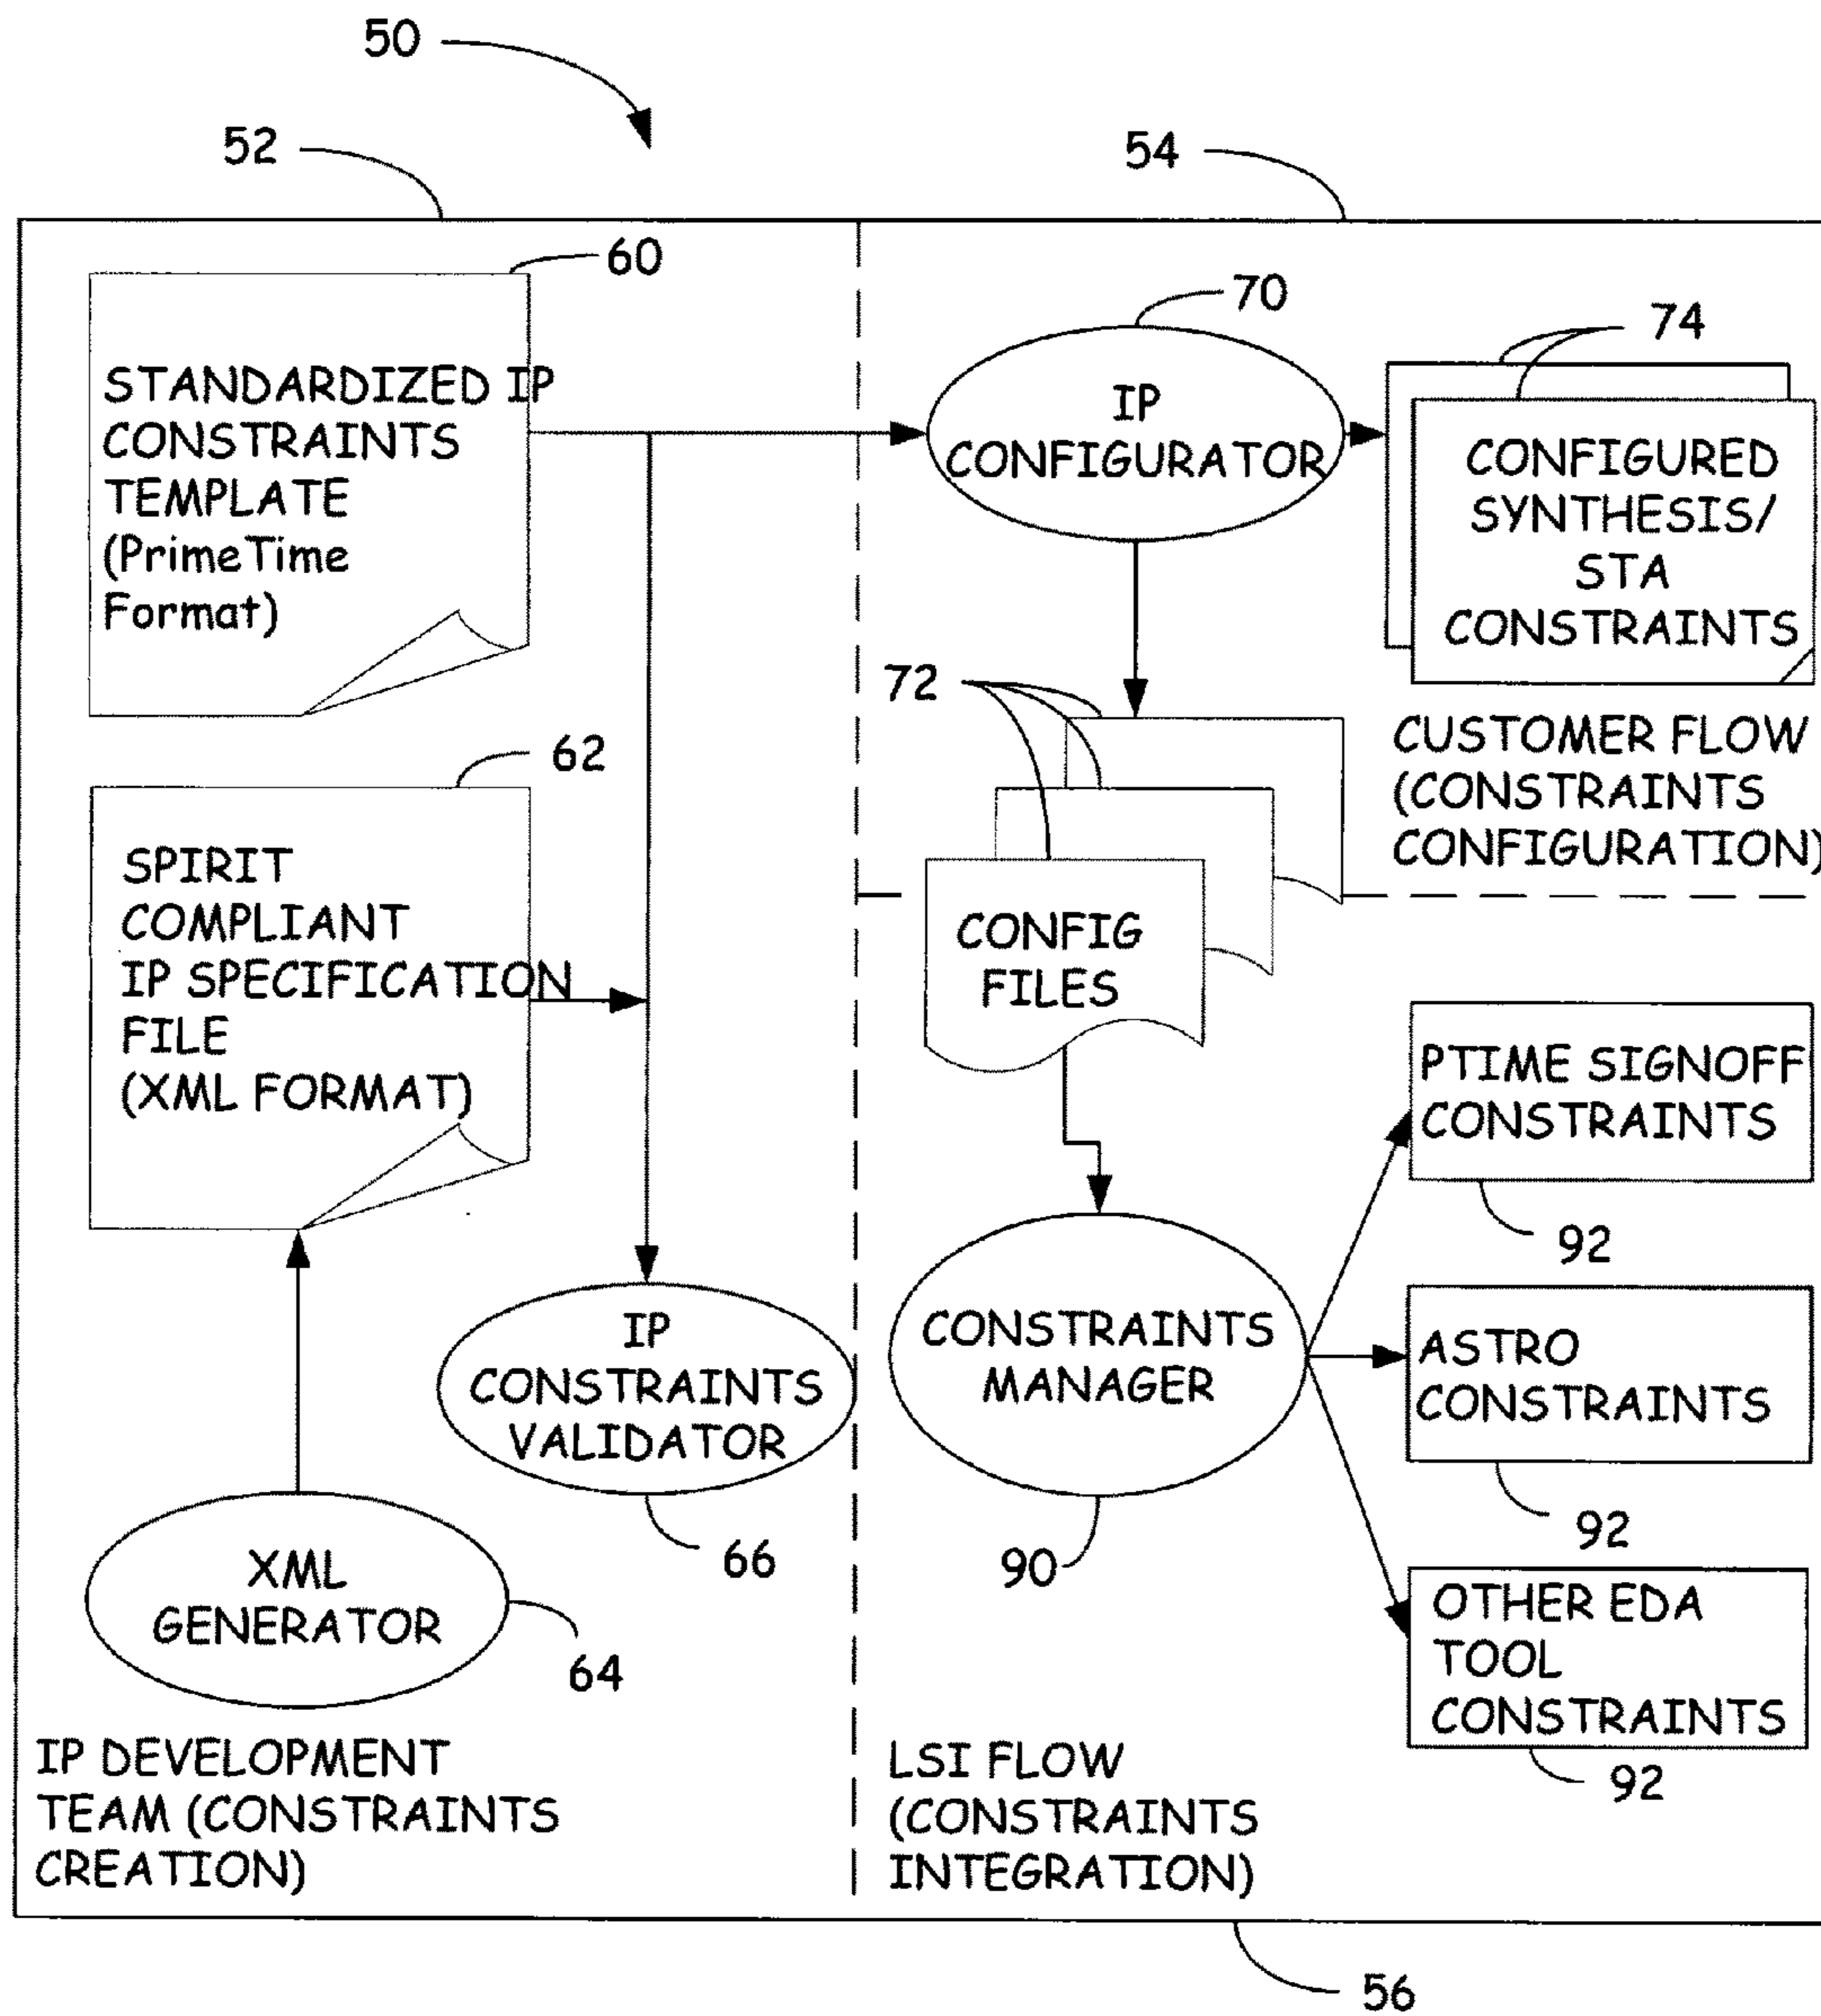 50
52
54
60
STANDARDIZED IP
CONSTRAINTS
TEMPLATE
(PrimeTime
Format)
62
SPIRIT
COMPLIANT
IP SPECIFICATION
FILE
(XML FORMAT)
IP
CONSTRAINTS
VALIDATOR
66
XML
GENERATOR
64
IP DEVELOPMENT
TEAM (CONSTRAINTS
CREATION)
70
IP
CONFIGURATOR
74
CONFIGURED
SYNTHESIS/
STA
CONSTRAINTS
72
CUSTOMER FLOW
(CONSTRAINTS
CONFIGURATION)
CONFIG
FILES
PTIME SIGNOFF
CONSTRAINTS
92
CONSTRAINTS
MANAGER
90
ASTRO
CONSTRAINTS
92
OTHER EDA
TOOL
CONSTRAINTS
92
LSI FLOW
(CONSTRAINTS
INTEGRATION)
56